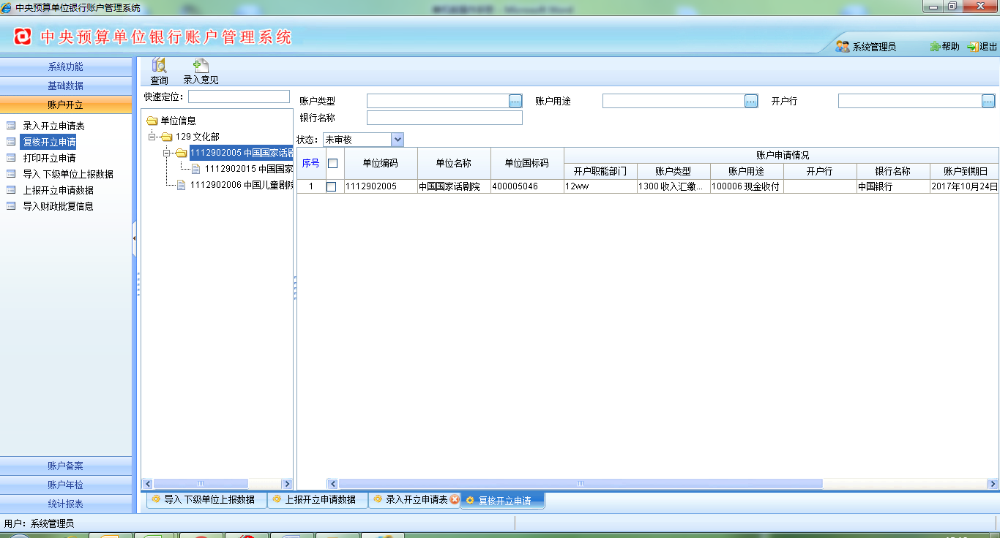 中央预算单位银行账户管理系统
中央预算单位银行账户管理系统
系统管理员 帮助 退出
系统功能
基础数据
账户开立
录入开立申请表
复核开立申请
打印开立申请
导入下级单位上报数据
上报开立申请数据
导入财政批复信息
账户备案
账户年检
统计报表
查询 录入意见
快速定位：
单位信息
129 文化部
1112902005 中国国家话剧
1112902015 中国国家
1112902006 中国儿童剧院
账户类型 账户用途 开户行
银行名称
状态： 未审核
序号 单位编码 单位名称 单位国标码 账户申请情况
开户职能部门 账户类型 账户用途 开户行 银行名称 账户到期日
1 1112902005 中国国家话剧院 400005046 12ww 1300 收入汇缴... 100006 现金收付 中国银行 2017年10月24日
导入下级单位上报数据 上报开立申请数据 录入开立申请表 复核开立申请
用户： 系统管理员